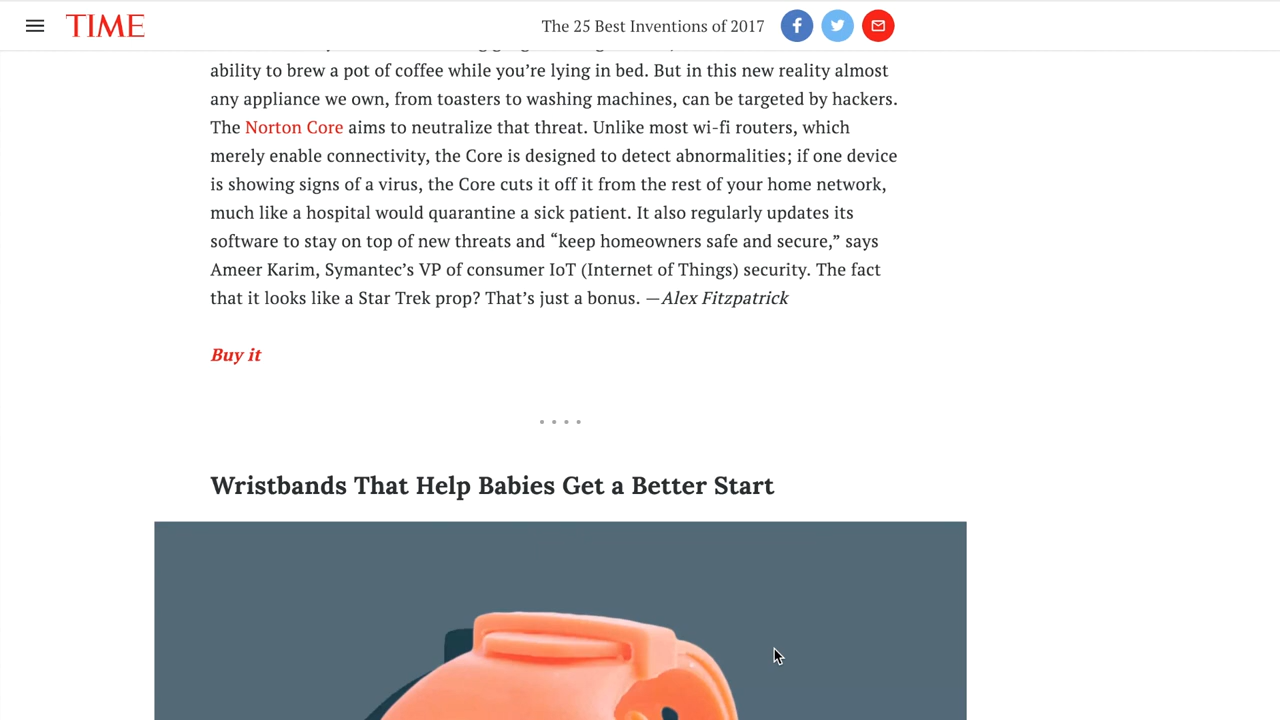 TIME
The 25 Best Inventions of 2017
ability to brew a pot of coffee while you’re lying in bed. But in this new reality almost
any appliance we own, from toasters to washing machines, can be targeted by hackers.
The Norton Core aims to neutralize that threat. Unlike most wi-fi routers, which
merely enable connectivity, the Core is designed to detect abnormalities; if one device
is showing signs of a virus, the Core cuts it off it from the rest of your home network,
much like a hospital would quarantine a sick patient. It also regularly updates its
software to stay on top of new threats and “keep homeowners safe and secure,” says
Ameer Karim, Symantec’s VP of consumer IoT (Internet of Things) security. The fact
that it looks like a Star Trek prop? That’s just a bonus. —Alex Fitzpatrick
Buy it
Wristbands That Help Babies Get a Better Start